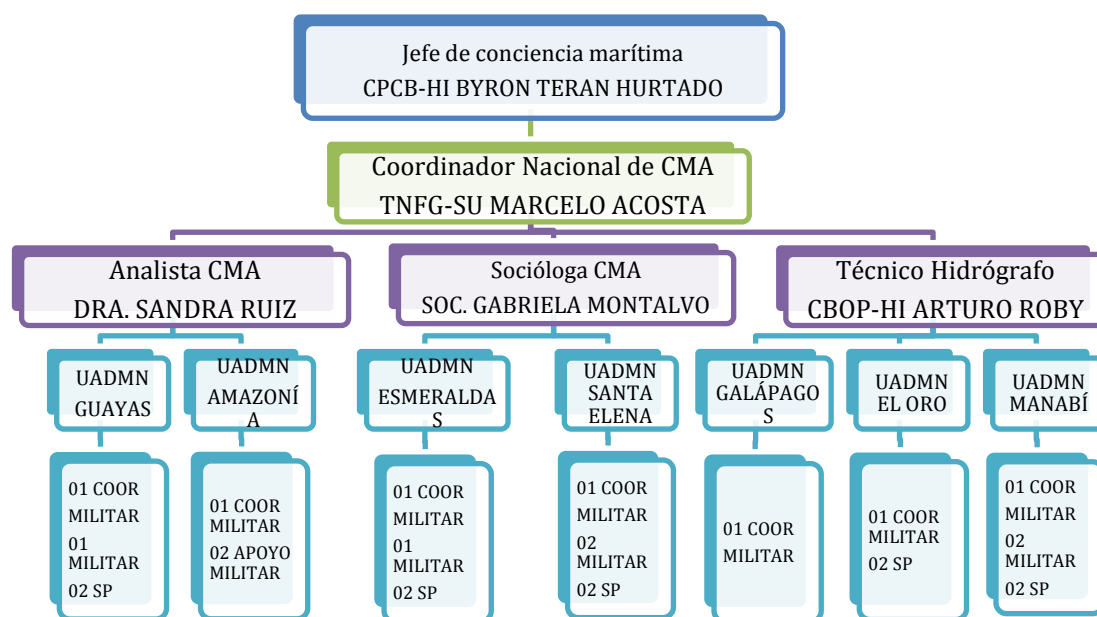 Jefe de conciencia marítima
CPCB-HI BYRON TERAN HURTADO
Coordinador Nacional de CMA
TNFG-SU MARCELO ACOSTA
Analista CMA
DRA. SANDRA RUIZ
Socióloga CMA
SOC. GABRIELA MONTALVO
Técnico Hidrógrafo
CBOP-HI ARTURO ROBY
UADMN
GUAYAS
UADMN
AMAZONÍ
A
UADMN
ESMERALDA
S
UADMN
SANTA
ELENA
UADMN
GALÁPAGO
S
UADMN
EL ORO
UADMN
MANABÍ
01 COOR
MILITAR
01
MILITAR
02 SP
01 COOR
MILITAR
02 APOYO
MILITAR
01 COOR
MILITAR
01
MILITAR
02 SP
01 COOR
MILITAR
02
MILITAR
02 SP
01 COOR
MILITAR
01 COOR
MILITAR
02 SP
01 COOR
MILITAR
02
MILITAR
02 SP